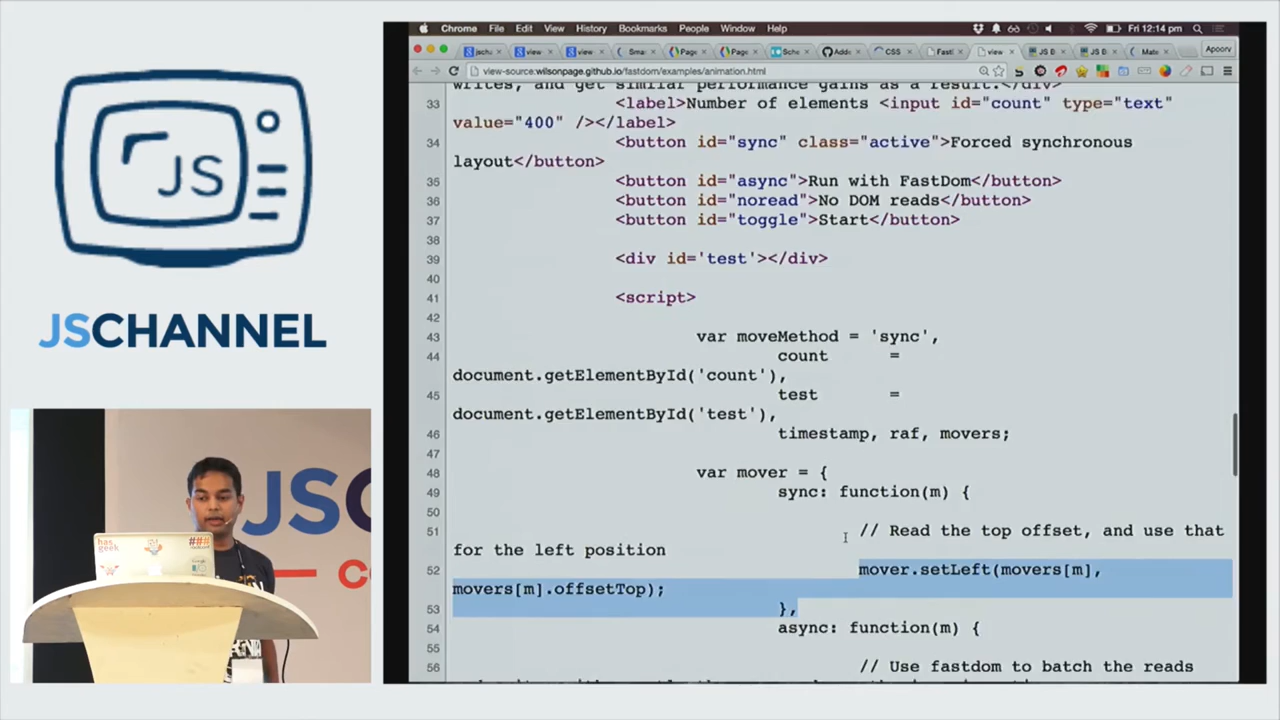 Chrome File Edit View History Bookmarks People Window Help Fri 12:14 pm
Apoorv
view-source:wilsonpage.github.io/fastdom/examples/animation.html
writes, and get similar performance gains as a result.</div>
33 <label>Number of elements <input id="count" type="text"
value="400" /></label>
34 <button id="sync" class="active">Forced synchronous
layout</button>
35 <button id="async">Run with FastDom</button>
36 <button id="noread">No DOM reads</button>
37 <button id="toggle">Start</button>
38
39 <div id='test'></div>
40
41 <script>
42
43 var moveMethod = 'sync',
44 count =
document.getElementById('count'),
45 test =
document.getElementById('test'),
46 timestamp, raf, movers;
47
48 var mover = {
49 sync: function(m) {
50
51 // Read the top offset, and use that
for the left position
52 mover.setLeft(movers[m],
movers[m].offsetTop);
53 },
54 async: function(m) {
55
56 // Use fastdom to batch the reads
JS
JSCHANNEL
JS
has
geek
###